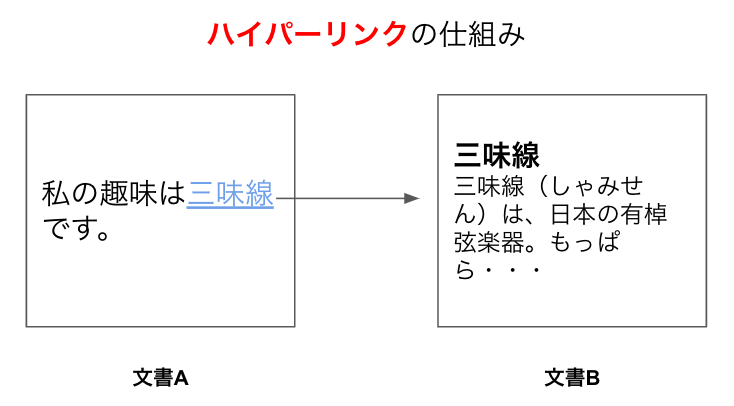 ハイパーリンクの仕組み
私の趣味は三味線
です。
三味線
三味線（しゃみせ
ん）は、日本の有棹
弦楽器。もっぱ
ら・・・
文書A
文書B